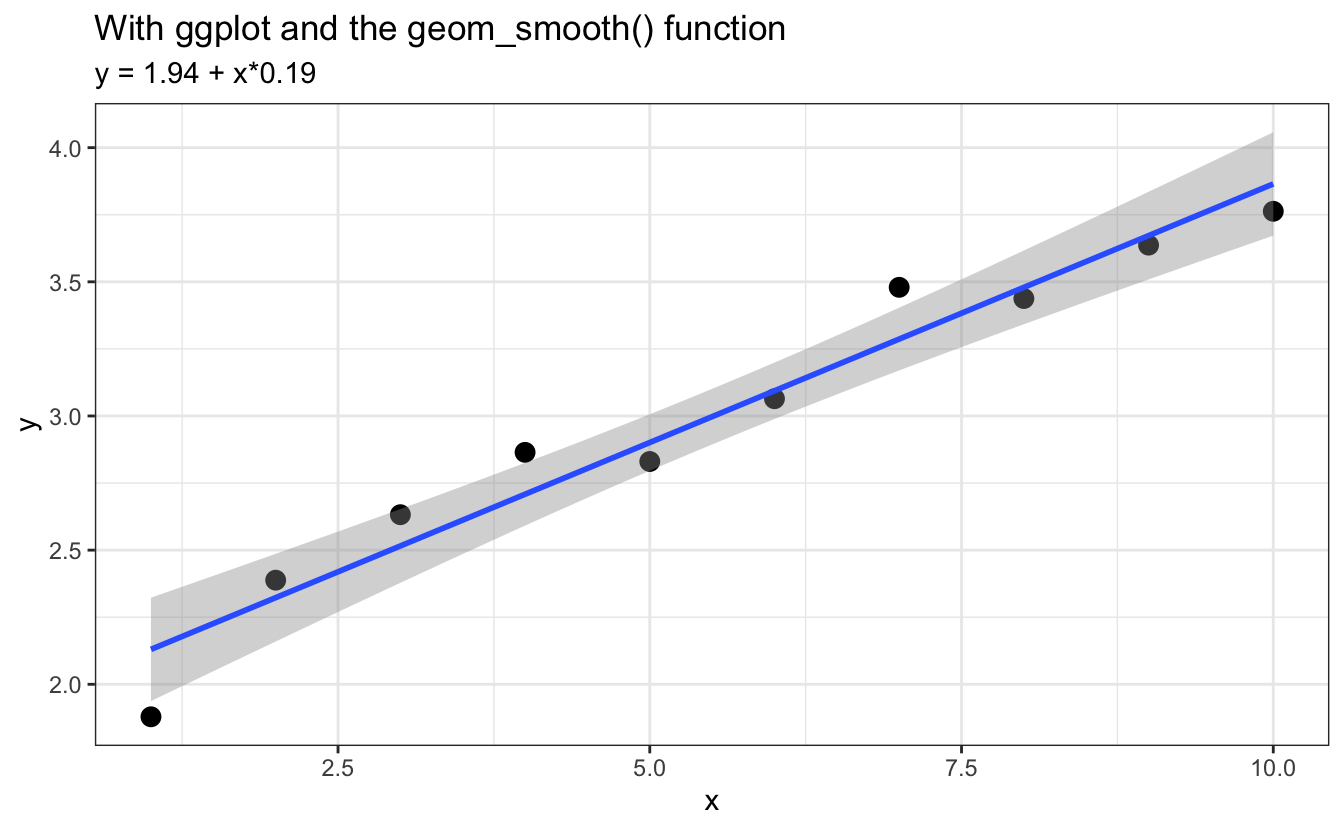 With ggplot and the geom_smooth() function
y = 1.94 + x*0.19
4.0
3.5
3.0
2.5
2.0
y
2.5 5.0 7.5 10.0
x